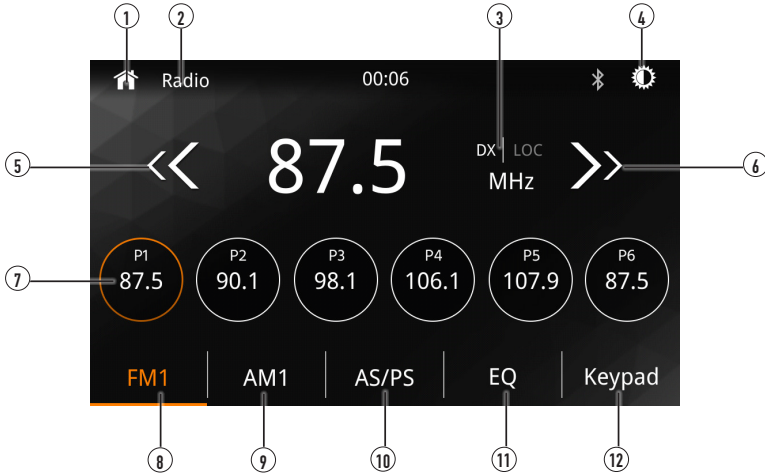 1 2 3 4
Radio 00:06
5 87.5 DX LOC 6
MHz
P1 P2 P3 P4 P5 P6
7 87.5 90.1 98.1 106.1 107.9 87.5
FM1 AM1 AS/PS EQ Keypad
8 9 10 11 12